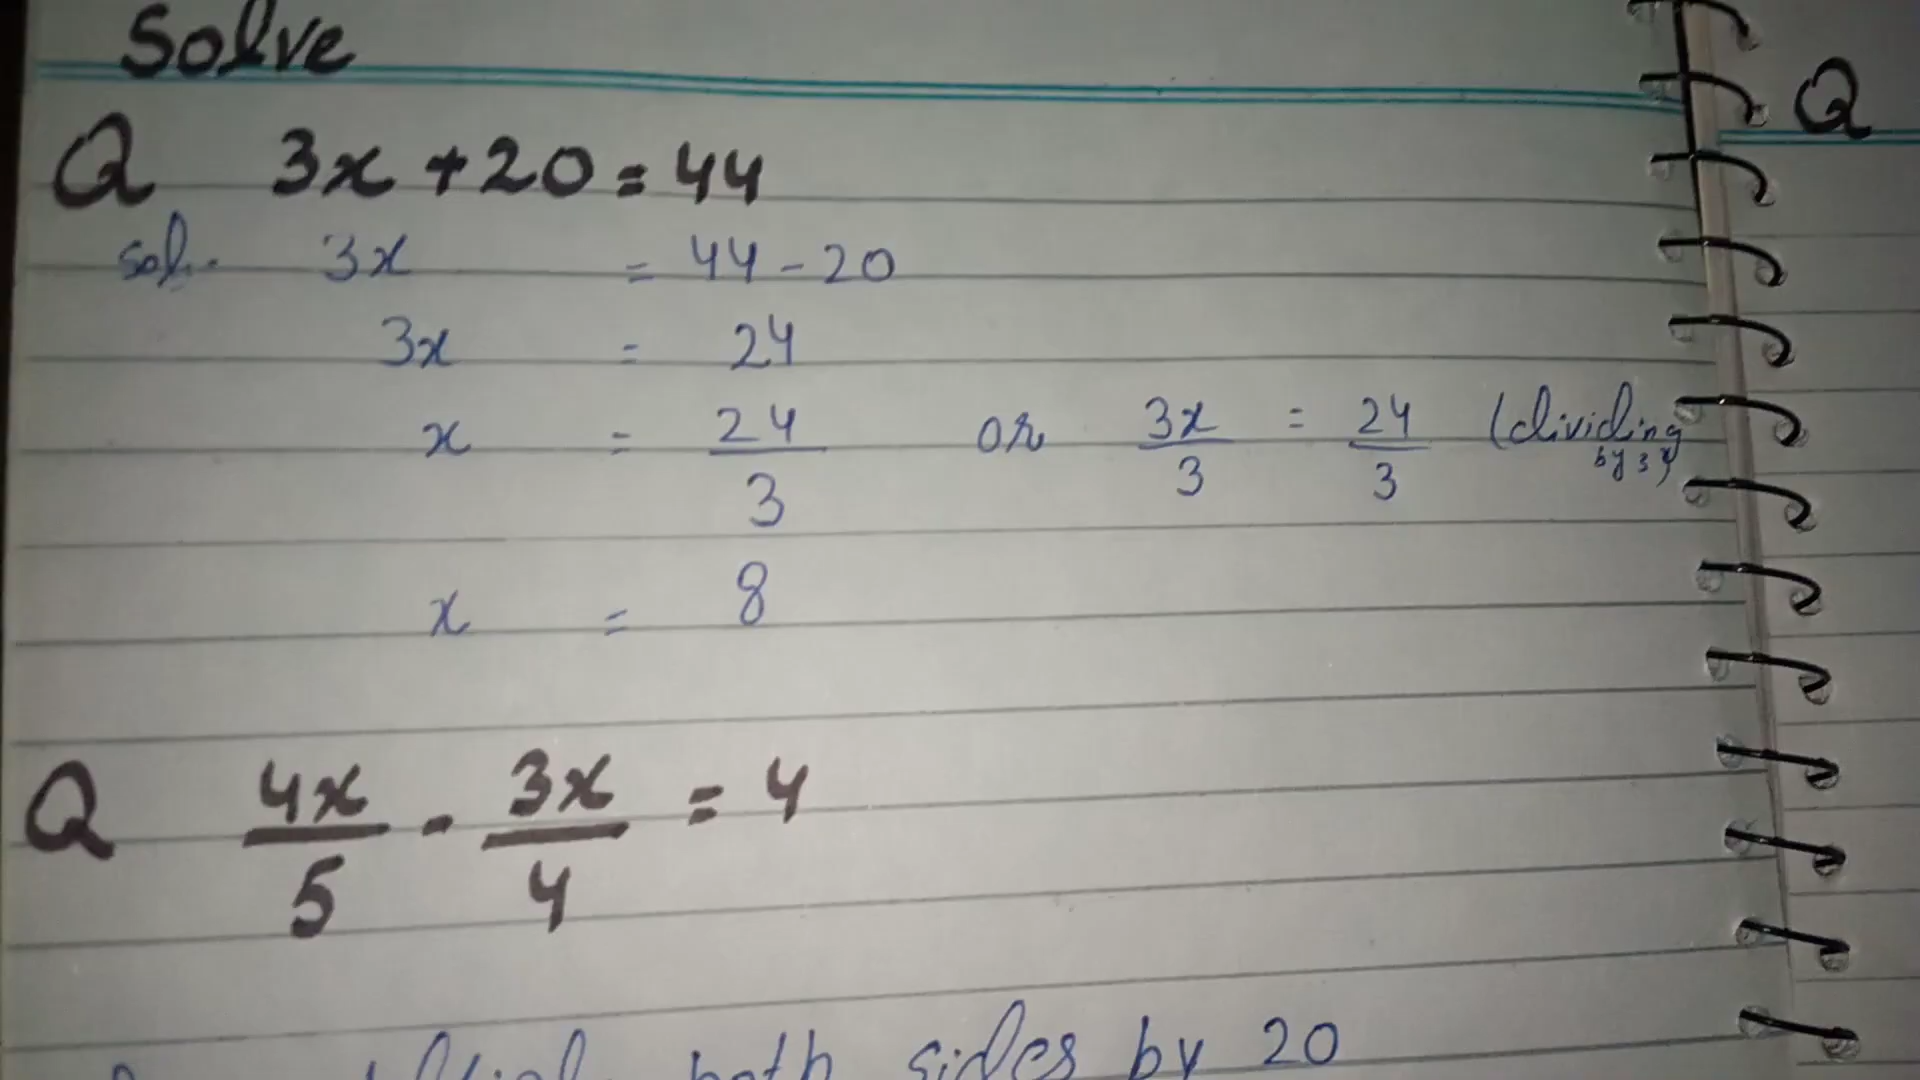 Solve
Q 3x + 20 = 44
Q
sol. 3x = 44 - 20
3x = 24
x = 24/3 or 3x/3 = 24/3 (dividing by 3)
x = 8
Q 4x/5 - 3x/4 = 4
both sides by 20